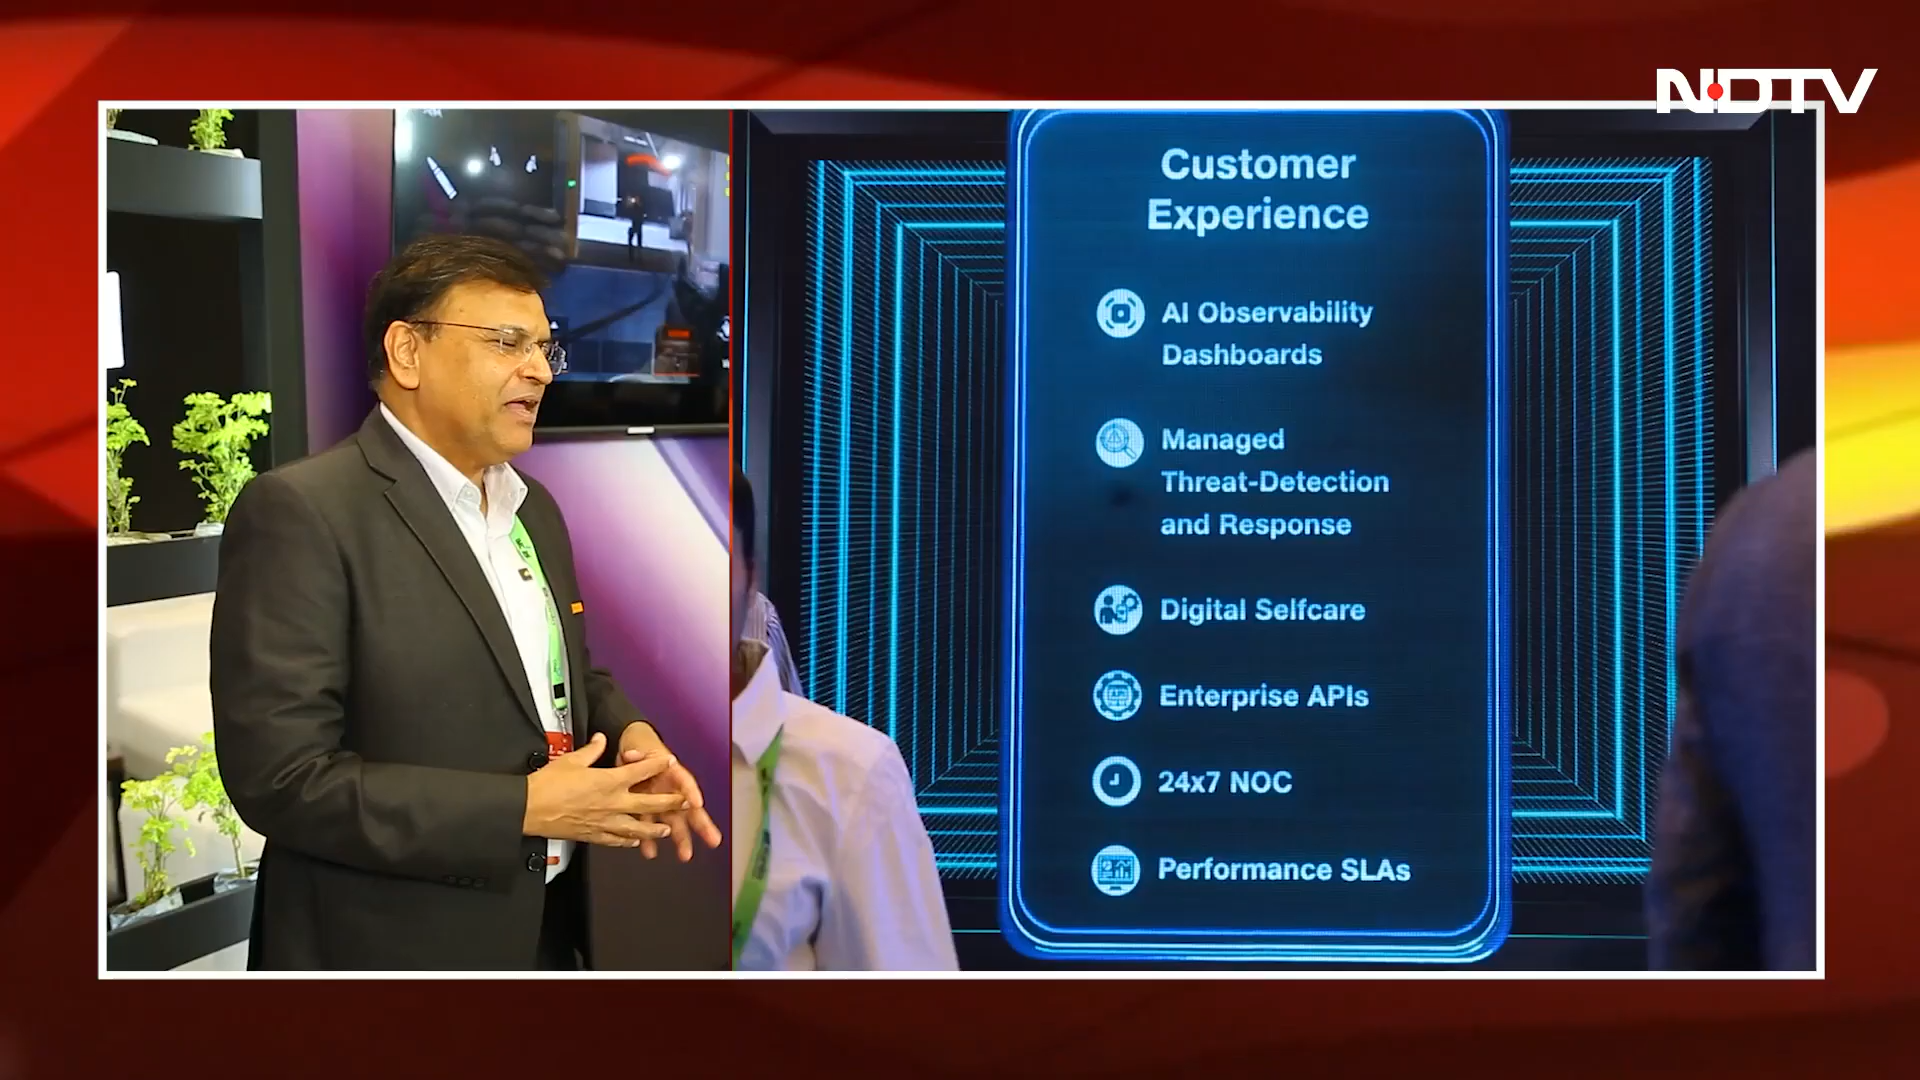 NDTV
Customer
Experience
AI Observability
Dashboards
Managed
Threat-Detection
and Response
Digital Selfcare
Enterprise APIs
24x7 NOC
Performance SLAs